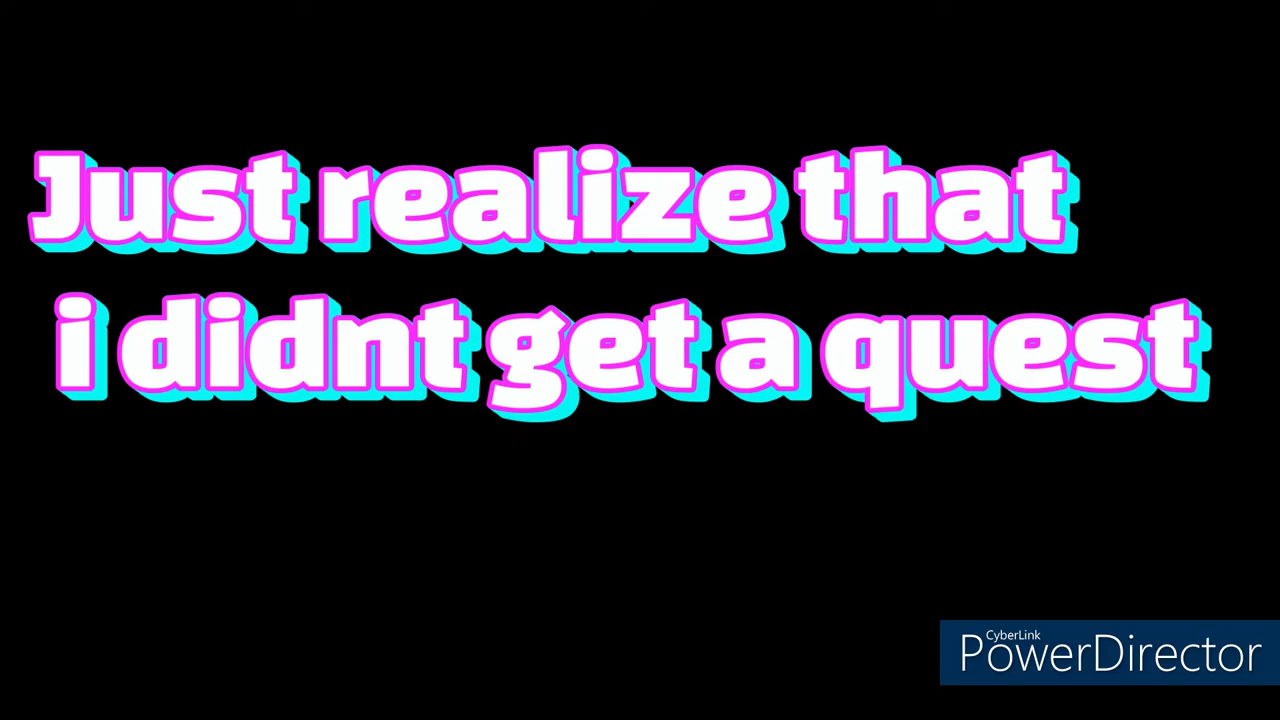 Just realize that
i didnt get a quest
CyberLink
PowerDirector